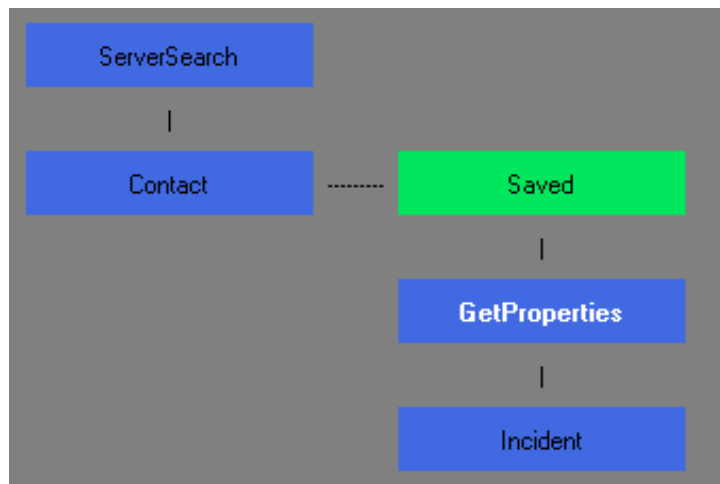 ServerSearch
Contact
Saved
GetProperties
Incident